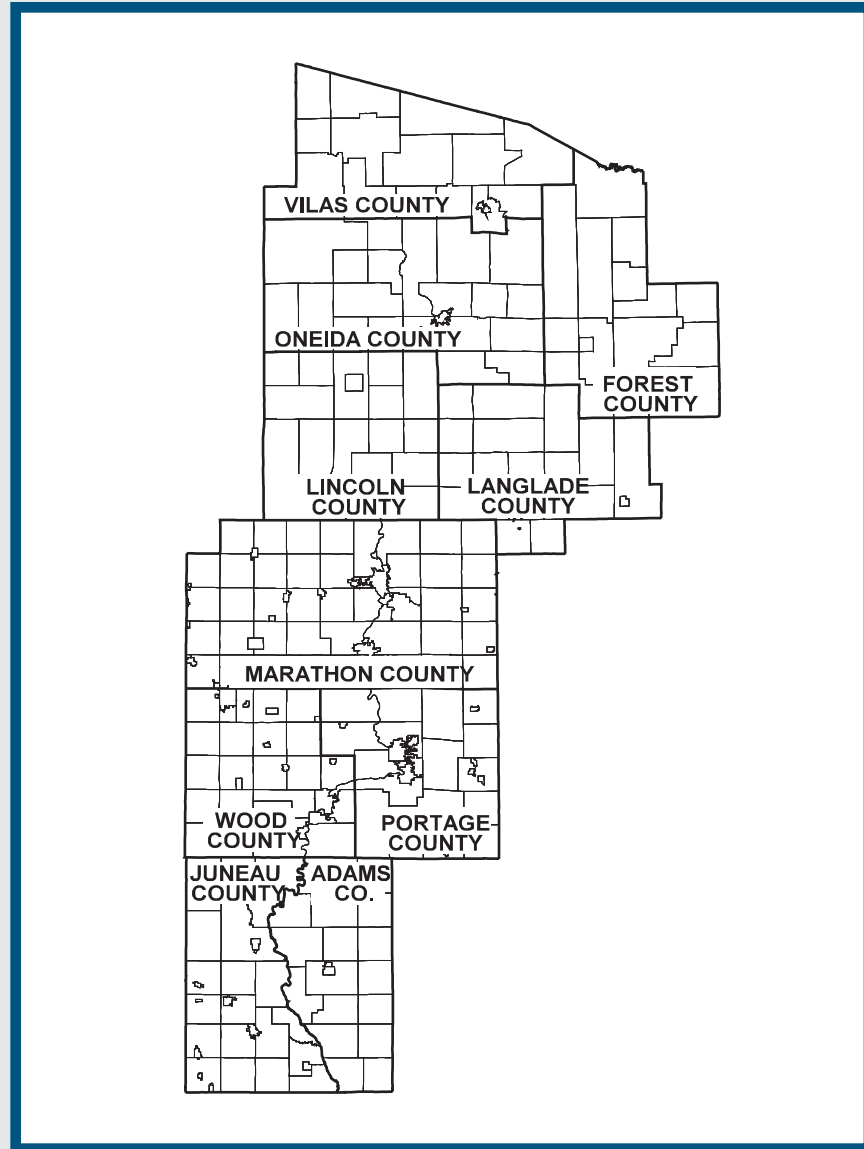 VILAS COUNTY
ONEIDA COUNTY
FOREST
COUNTY
LINCOLN
COUNTY
LANGLADE
COUNTY
MARATHON COUNTY
WOOD
COUNTY
PORTAGE
COUNTY
JUNEAU
COUNTY
ADAMS
CO.